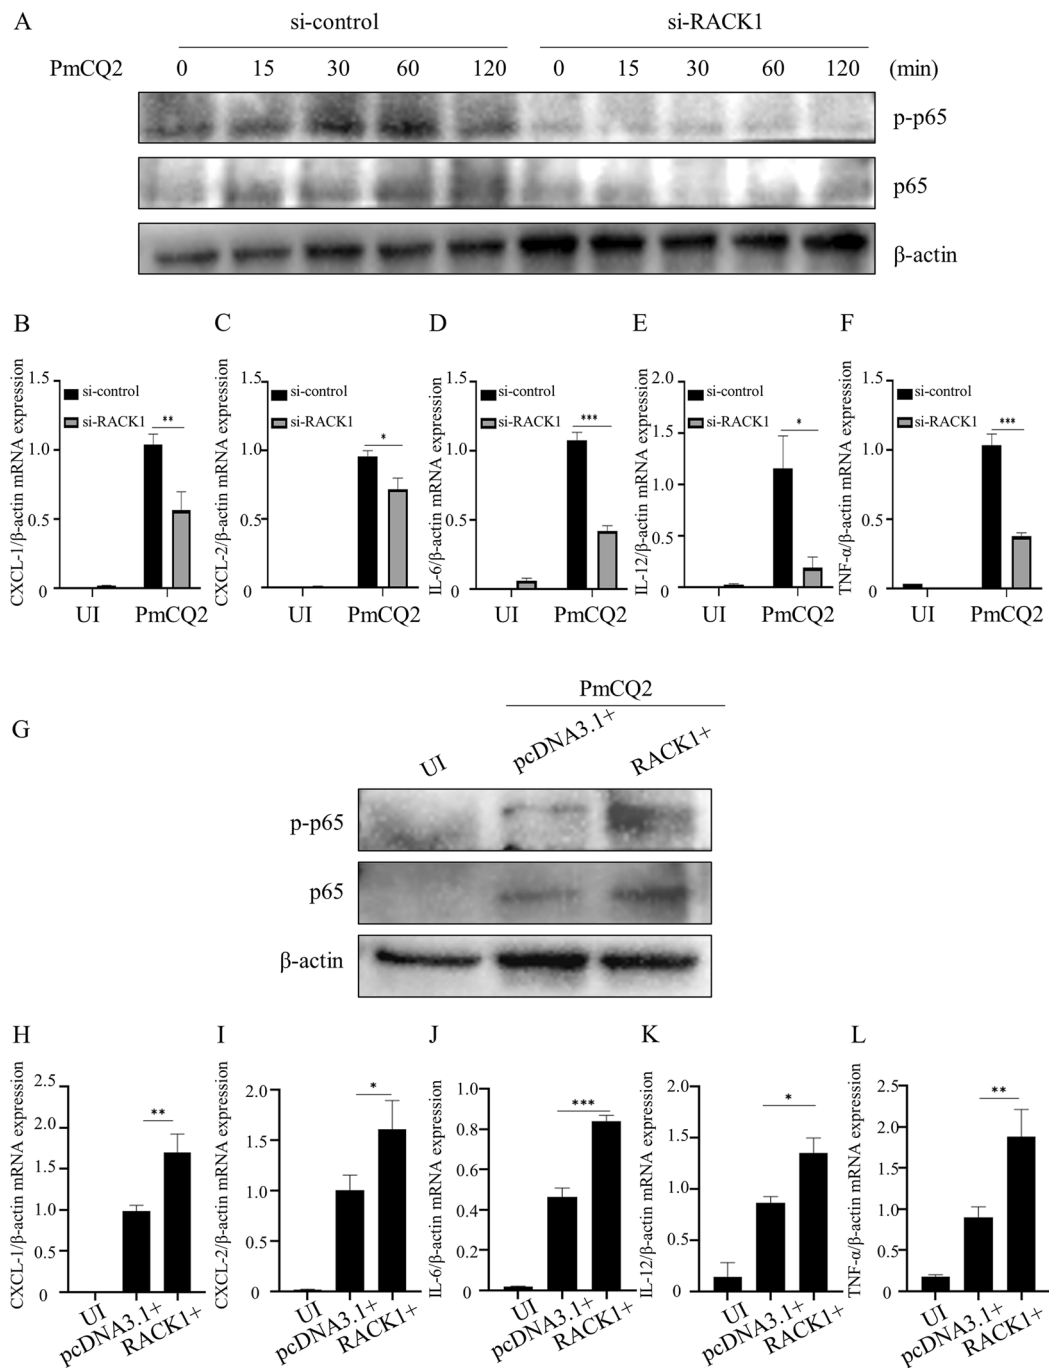 A
si-control si-RACK1
PmCQ2 0 15 30 60 120 0 15 30 60 120 (min)
p-p65
p65
β-actin
B
CXCL-1/β-actin mRNA expression
1.5
1.0
0.5
0
si-control
si-RACK1
**
UI PmCQ2
C
CXCL-2/β-actin mRNA expression
1.5
1.0
0.5
0
si-control
si-RACK1
*
UI PmCQ2
D
IL-6/β-actin mRNA expression
1.5
1.0
0.5
0
si-control
si-RACK1
***
UI PmCQ2
E
IL-12/β-actin mRNA expression
2.0
1.5
1.0
0.5
0
si-control
si-RACK1
*
UI PmCQ2
F
TNF-α/β-actin mRNA expression
1.5
1.0
0.5
0
si-control
si-RACK1
***
UI PmCQ2
G
PmCQ2
UI pcDNA3.1+ RACK1+
p-p65
p65
β-actin
H
CXCL-1/β-actin mRNA expression
2.5
2.0
1.5
1.0
0.5
0
**
UI pcDNA3.1+ RACK1+
I
CXCL-2/β-actin mRNA expression
2.0
1.5
1.0
0.5
0
*
UI pcDNA3.1+ RACK1+
J
IL-6/β-actin mRNA expression
1.0
0.8
0.6
0.4
0.2
0
***
UI pcDNA3.1+ RACK1+
K
IL-12/β-actin mRNA expression
2.0
1.5
1.0
0.5
0
*
UI pcDNA3.1+ RACK1+
L
TNF-α/β-actin mRNA expression
2.5
2.0
1.5
1.0
0.5
0
**
UI pcDNA3.1+ RACK1+